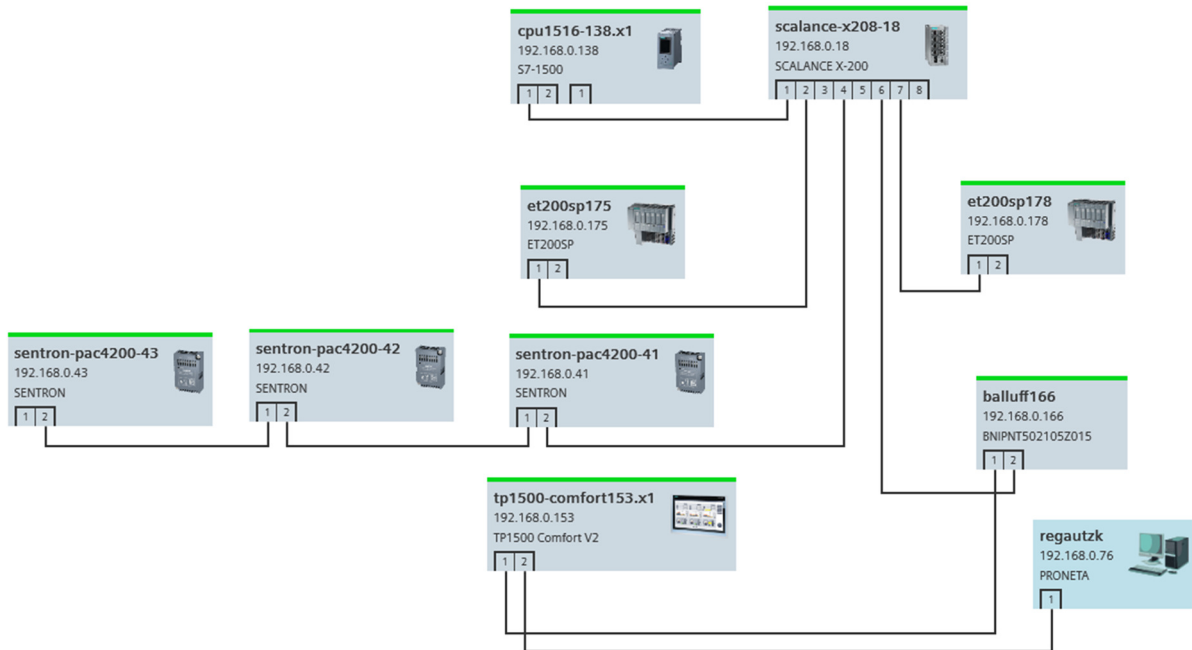 cpu1516-138.x1
192.168.0.138
S7-1500
1 2 1
scalance-x208-18
192.168.0.18
SCALANCE X-200
1 2 3 4 5 6 7 8
et200sp175
192.168.0.175
ET200SP
1 2
et200sp178
192.168.0.178
ET200SP
1 2
sentron-pac4200-43
192.168.0.43
SENTRON
1 2
sentron-pac4200-42
192.168.0.42
SENTRON
1 2
sentron-pac4200-41
192.168.0.41
SENTRON
1 2
balluff166
192.168.0.166
BNIPNT502105Z015
1 2
tp1500-comfort153.x1
192.168.0.153
TP1500 Comfort V2
1 2
regautzk
192.168.0.76
PRONETA
1